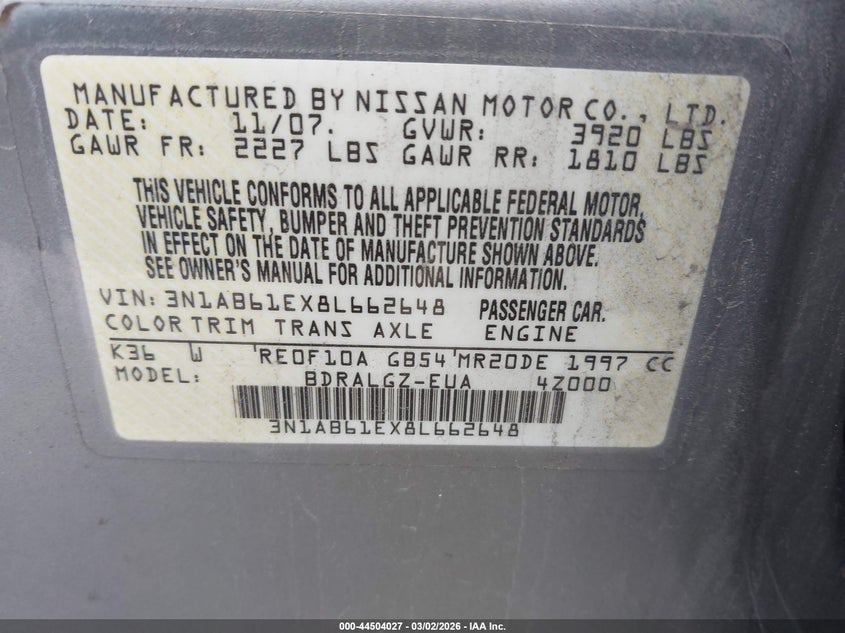 MANUFACTURED BY NISSAN MOTOR CO., LTD.
DATE: 11/07. GVWR: 3920 LBS
GAWR FR: 2227 LBS GAWR RR: 1810 LBS
THIS VEHICLE CONFORMS TO ALL APPLICABLE FEDERAL MOTOR,
VEHICLE SAFETY, BUMPER AND THEFT PREVENTION STANDARDS
IN EFFECT ON THE DATE OF MANUFACTURE SHOWN ABOVE.
SEE OWNER'S MANUAL FOR ADDITIONAL INFORMATION.
VIN: 3N1AB61EX8L662648 PASSENGER CAR.
COLOR TRIM TRANS AXLE ENGINE
K36 W RE0F10A GB54 MR20DE 1997 CC
MODEL: BDRALGZ-EUA 4Z000
3N1AB61EX8L662648
000-44504027 - 03/02/2026 - IAA Inc.